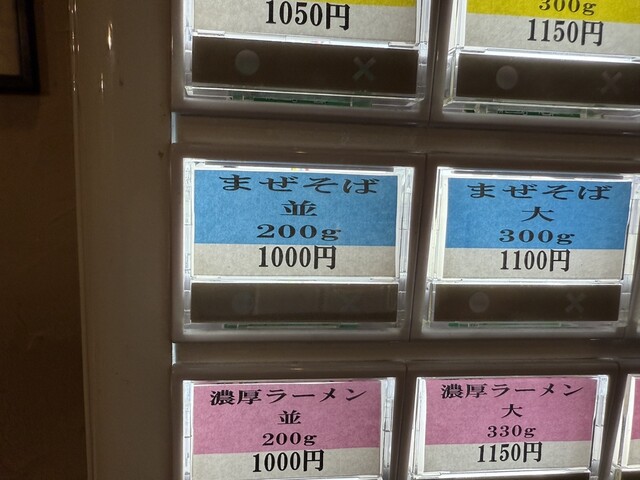 1050円
300g
1150円
まぜそば
並
200g
1000円
まぜそば
大
300g
1100円
濃厚ラーメン
並
200g
1000円
濃厚ラーメン
大
330g
1150円